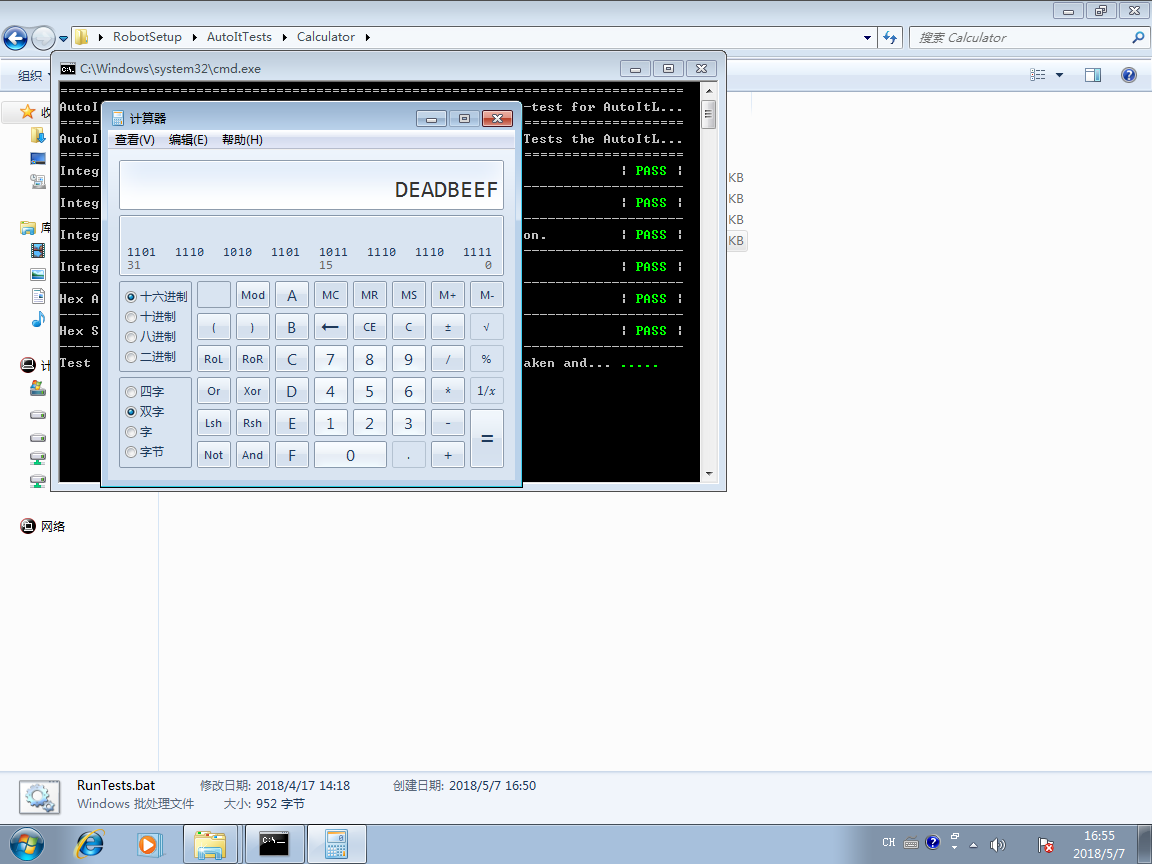 RobotSetup AutoItTests Calculator
搜索 Calculator
组织
C:\Windows\system32\cmd.exe
AutoI -test for AutoItL...
AutoI Tests the AutoItL...
Integ | PASS |
Integ | PASS |
Integ on. | PASS |
Integ | PASS |
Hex A | PASS |
Hex S | PASS |
Test aken and... .....
计算器
查看(V) 编辑(E) 帮助(H)
DEADBEEF
1101 1110 1010 1101 1011 1110 1110 1111
31 15 0
十六进制
十进制
八进制
二进制
四字
双字
字
字节
Mod A MC MR MS M+ M-
( ) B ← CE C ± √
RoL RoR C 7 8 9 / %
Or Xor D 4 5 6 * 1/x
Lsh Rsh E 1 2 3 - =
Not And F 0 . +
收
库
计
网络
KB
KB
KB
KB
RunTests.bat 修改日期: 2018/4/17 14:18 创建日期: 2018/5/7 16:50
Windows 批处理文件 大小: 952 字节
CH
16:55
2018/5/7